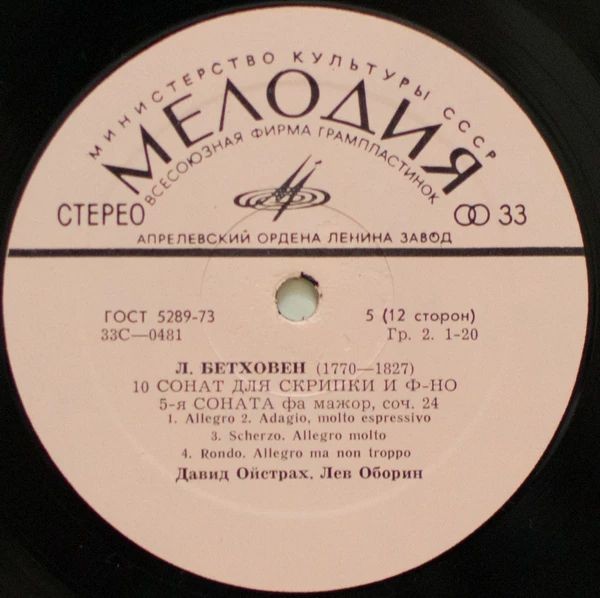 МИНИСТЕРСТВО КУЛЬТУРЫ СССР
МЕЛОДИЯ
ВСЕСОЮЗНАЯ ФИРМА ГРАМПЛАСТИНОК
СТЕРЕО
33
АПРЕЛЕВСКИЙ ОРДЕНА ЛЕНИНА ЗАВОД
ГОСТ 5289-73 5 (12 сторон)
33С—0481 Гр. 2. 1-20
Л. БЕТХОВЕН (1770—1827)
10 СОНАТ ДЛЯ СКРИПКИ И Ф-НО
5-я СОНАТА фа мажор, соч. 24
1. Allegro 2. Adagio, molto espressivo
3. Scherzo. Allegro molto
4. Rondo. Allegro ma non troppo
Давид Ойстрах, Лев Оборин